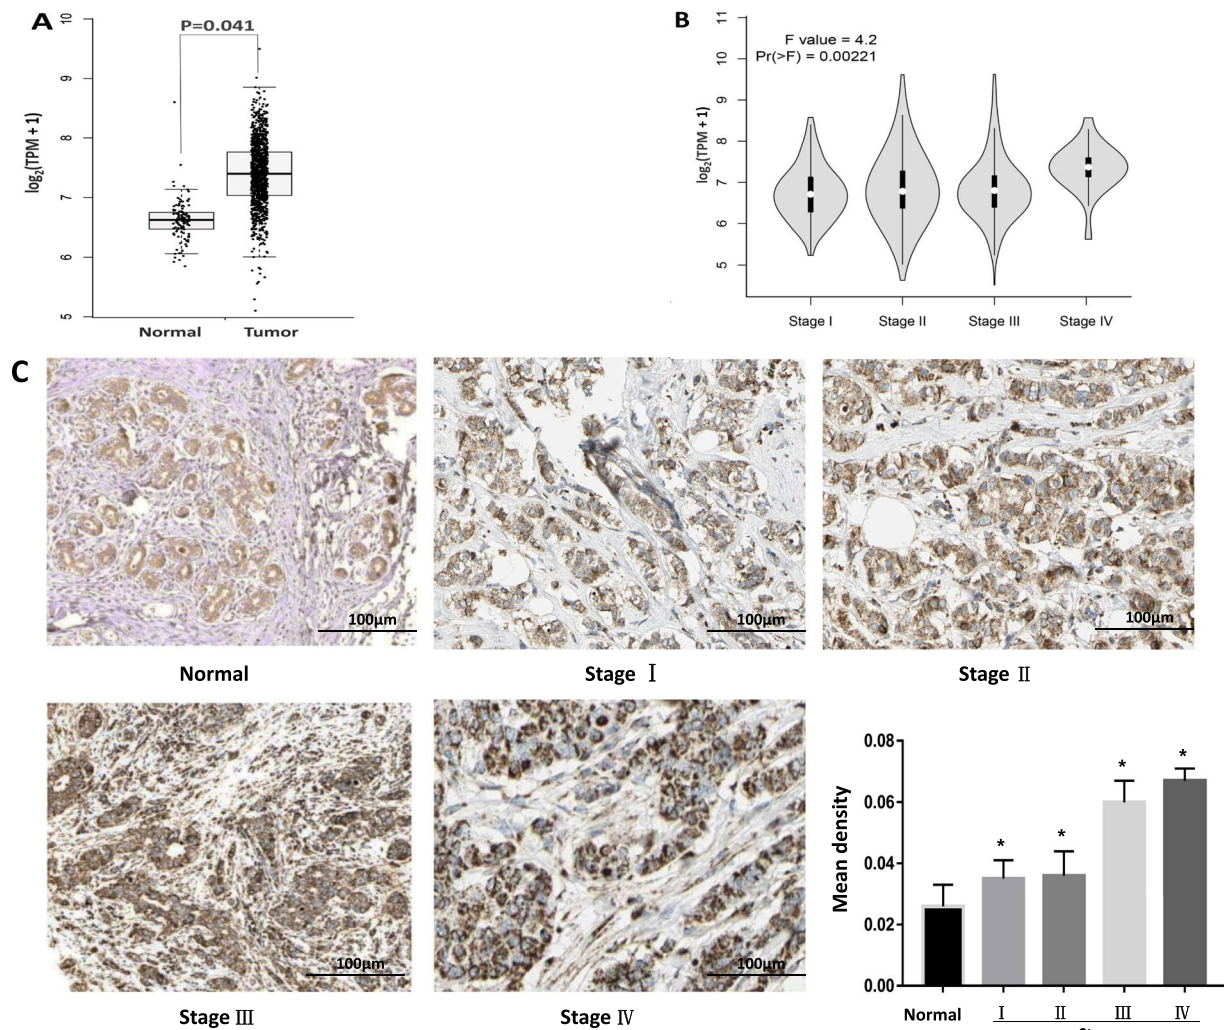 A
P=0.041
log2(TPM + 1)
10
9
8
7
6
5
Normal Tumor
B
F value = 4.2
Pr(>F) = 0.00221
log2(TPM + 1)
11
10
9
8
7
6
5
Stage I Stage II Stage III Stage IV
C
100μm
100μm
100μm
Normal
Stage Ⅰ
Stage Ⅱ
100μm
100μm
Stage Ⅲ
Stage Ⅳ
Mean density
0.08
0.06
0.04
0.02
0.00
* * * *
Normal Ⅰ Ⅱ Ⅲ Ⅳ